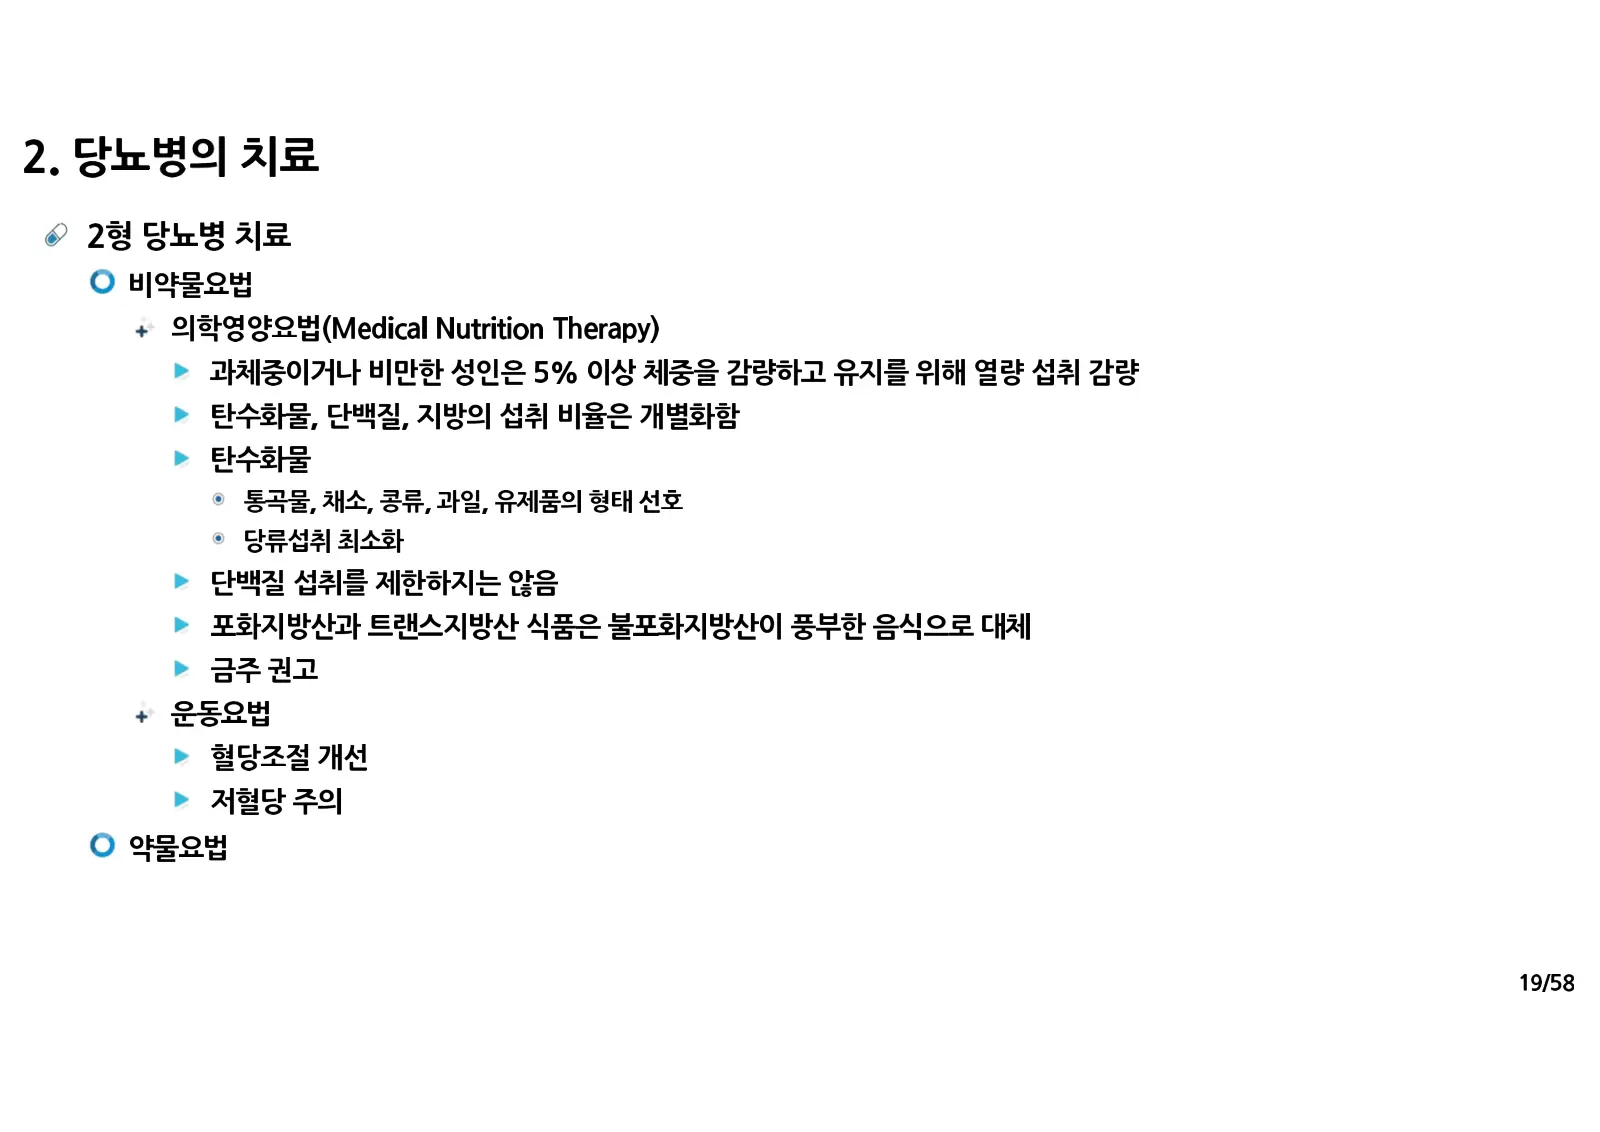 2. 당뇨병의 치료
2형 당뇨병 치료
비약물요법
의학영양요법(Medical Nutrition Therapy)
과체중이거나 비만한 성인은 5% 이상 체중을 감량하고 유지를 위해 열량 섭취 감량
탄수화물, 단백질, 지방의 섭취 비율은 개별화함
탄수화물
통곡물, 채소, 콩류, 과일, 유제품의 형태 선호
당류섭취 최소화
단백질 섭취를 제한하지는 않음
포화지방산과 트랜스지방산 식품은 불포화지방산이 풍부한 음식으로 대체
금주 권고
운동요법
혈당조절 개선
저혈당 주의
약물요법
19/58